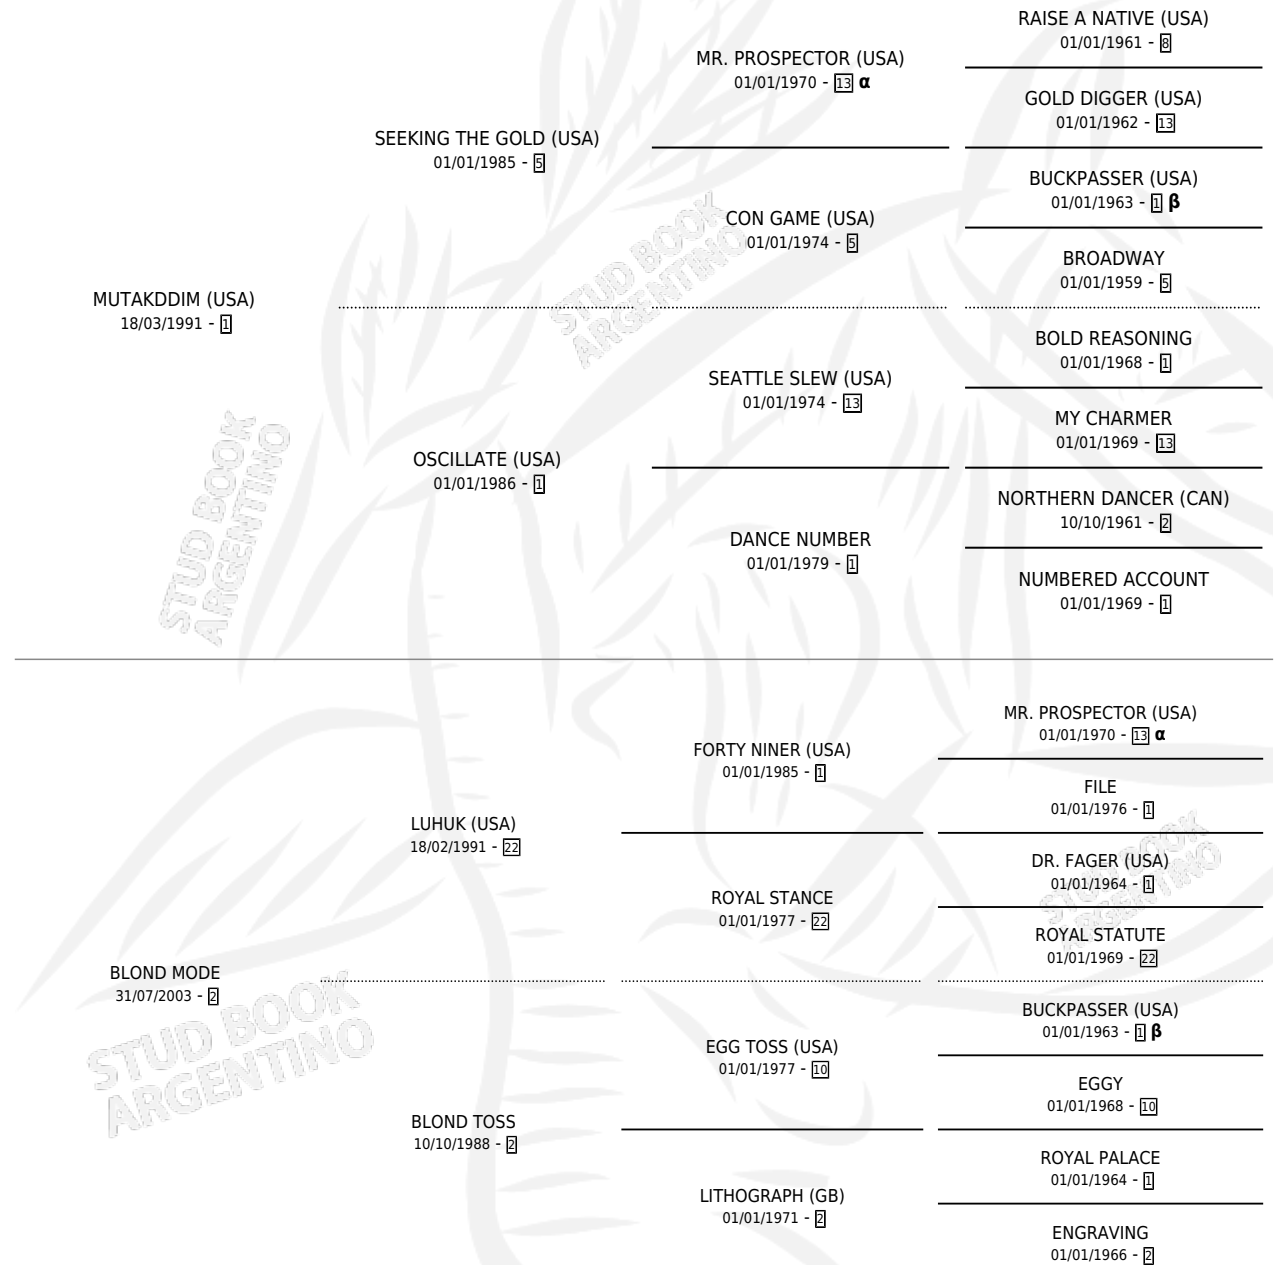 RAISE A NATIVE (USA)
01/01/1961 - 8
MR. PROSPECTOR (USA)
01/01/1970 - 13 α
GOLD DIGGER (USA)
01/01/1962 - 13
SEEKING THE GOLD (USA)
01/01/1985 - 5
BUCKPASSER (USA)
01/01/1963 - 1 β
CON GAME (USA)
01/01/1974 - 5
BROADWAY
01/01/1959 - 5
STUD BOOK
ARGENTINO
MUTAKDDIM (USA)
18/03/1991 - 1
BOLD REASONING
01/01/1968 - 1
SEATTLE SLEW (USA)
01/01/1974 - 13
MY CHARMER
01/01/1969 - 13
OSCILLATE (USA)
01/01/1986 - 1
NORTHERN DANCER (CAN)
10/10/1961 - 2
DANCE NUMBER
01/01/1979 - 1
NUMBERED ACCOUNT
01/01/1969 - 1
STUD BOOK
ARGENTINO
MR. PROSPECTOR (USA)
01/01/1970 - 13 α
FORTY NINER (USA)
01/01/1985 - 1
FILE
01/01/1976 - 1
LUHUK (USA)
18/02/1991 - 22
DR. FAGER (USA)
01/01/1964 - 1
ROYAL STANCE
01/01/1977 - 22
ROYAL STATUTE
01/01/1969 - 22
STUD BOOK
ARGENTINO
BLOND MODE
31/07/2003 - 2
BUCKPASSER (USA)
01/01/1963 - 1 β
EGG TOSS (USA)
01/01/1977 - 10
EGGY
01/01/1968 - 10
STUD BOOK
ARGENTINO
BLOND TOSS
10/10/1988 - 2
ROYAL PALACE
01/01/1964 - 1
LITHOGRAPH (GB)
01/01/1971 - 2
ENGRAVING
01/01/1966 - 2